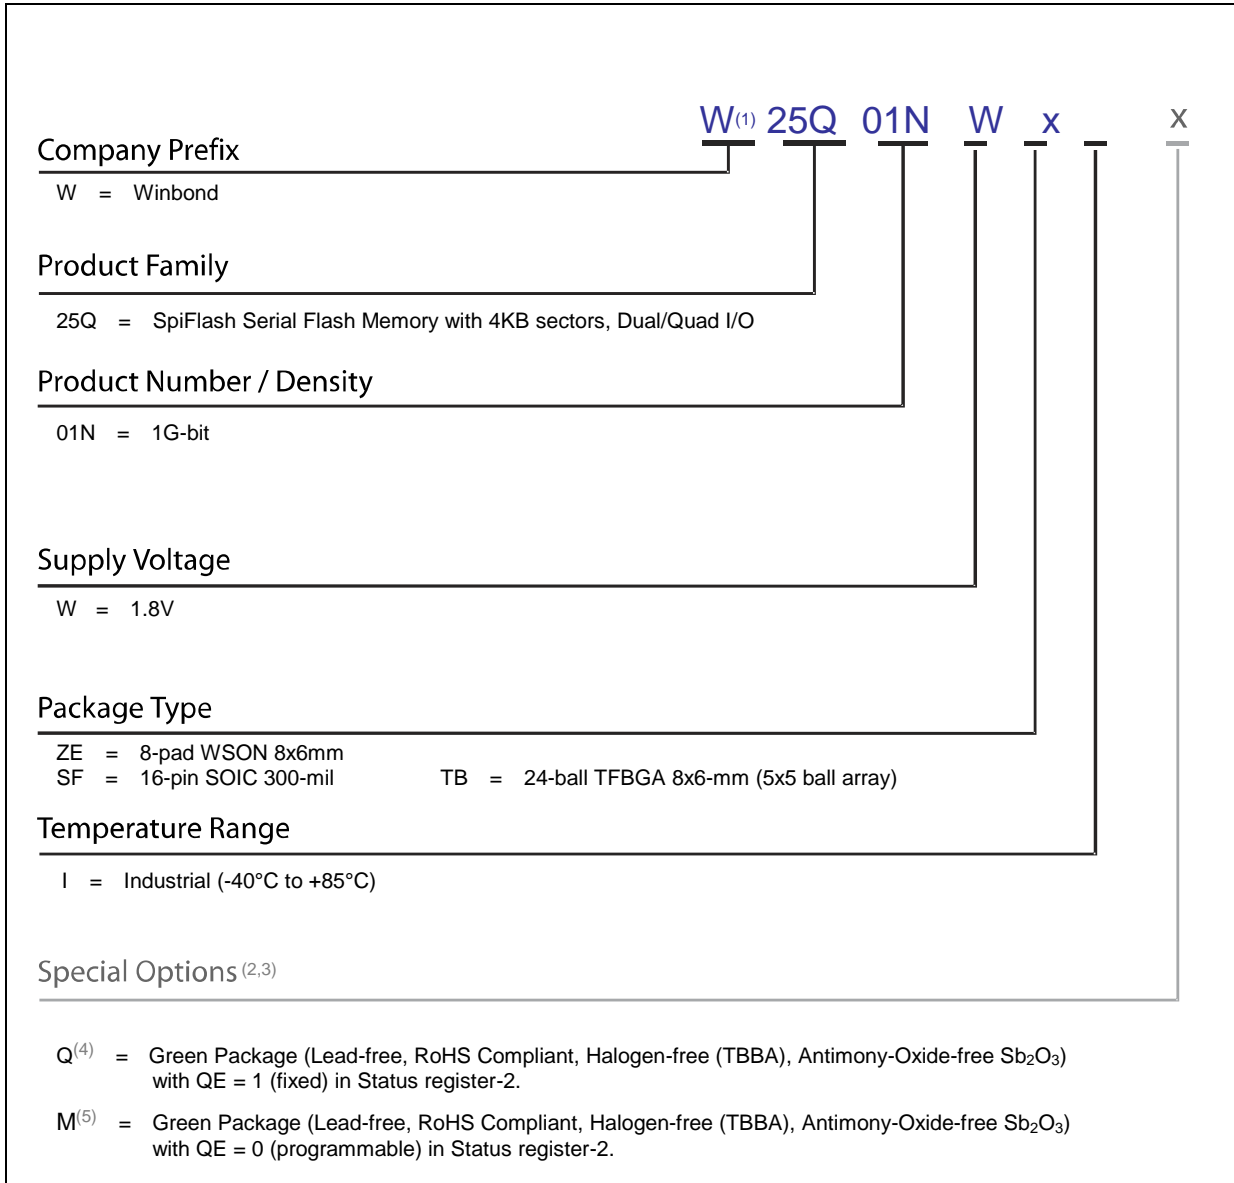 W(1) 25Q 01N W x x
Company Prefix
W = Winbond
Product Family
25Q = SpiFlash Serial Flash Memory with 4KB sectors, Dual/Quad I/O
Product Number / Density
01N = 1G-bit
Supply Voltage
W = 1.8V
Package Type
ZE = 8-pad WSON 8x6mm
SF = 16-pin SOIC 300-mil TB = 24-ball TFBGA 8x6-mm (5x5 ball array)
Temperature Range
I = Industrial (-40°C to +85°C)
Special Options (2,3)
Q(4) = Green Package (Lead-free, RoHS Compliant, Halogen-free (TBBA), Antimony-Oxide-free Sb₂O₃)
with QE = 1 (fixed) in Status register-2.
M(5) = Green Package (Lead-free, RoHS Compliant, Halogen-free (TBBA), Antimony-Oxide-free Sb₂O₃)
with QE = 0 (programmable) in Status register-2.